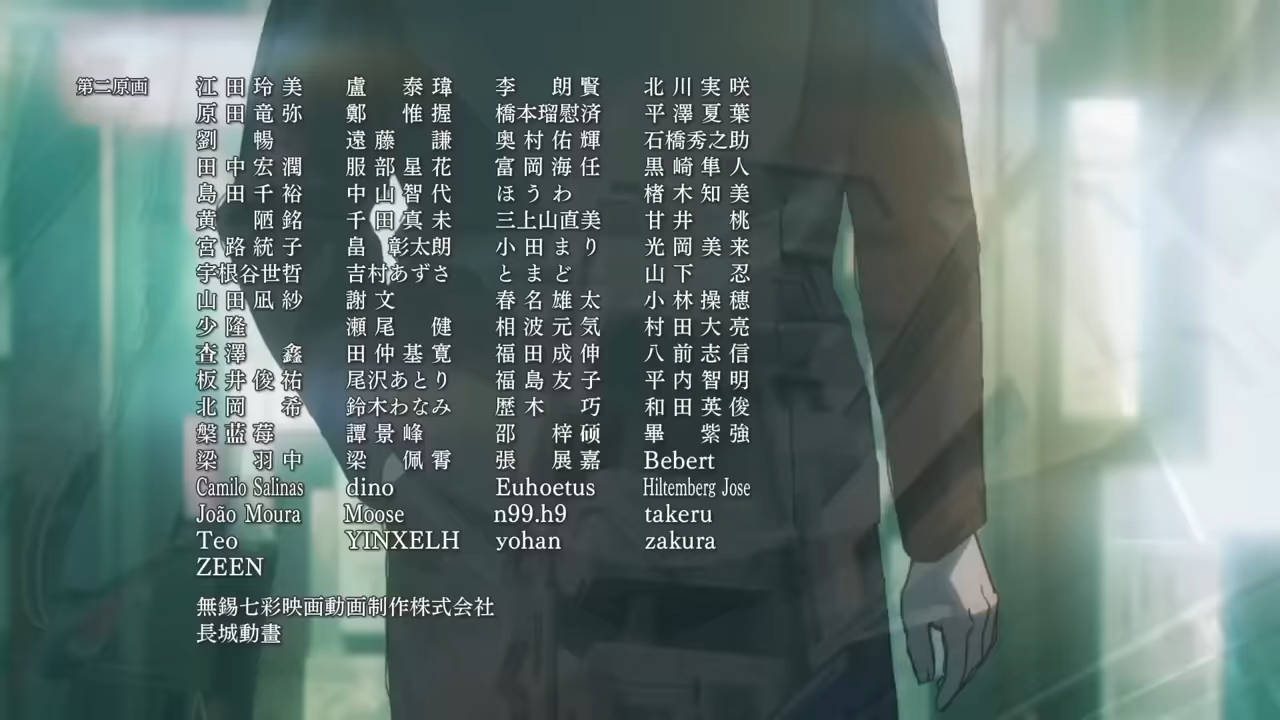 第二原画 江田玲美 盧泰瑋 李朗賢 北川実咲
原田竜弥 鄭惟握 橋本瑠慰済 平澤夏葉
劉暢 遠藤謙 奥村佑輝 石橋秀之助
田中宏潤 服部星花 富岡海任 黒崎隼人
島田千裕 中山智代 ほうわ 楮木知美
黄陋銘 千田真未 三上山直美 甘井桃
宮路統子 畠彰太朗 小田まり 光岡美来
宇根谷世哲 吉村あずさ とまど 山下忍
山田凪紗 謝文 春名雄太 小林操穂
少隆 瀬尾健 相波元気 村田大亮
査澤鑫 田仲基寛 福田成伸 八前志信
板井俊祐 尾沢あとり 福島友子 平内智明
北岡希 鈴木わなみ 歴木巧 和田英俊
槃蓝莓 譚景峰 邵梓硕 畢紫強
梁羽中 梁佩霄 張展嘉 Bebert
Camilo Salinas dino Euhoetus Hiltemberg Jose
João Moura Moose n99.h9 takeru
Teo YINXELH yohan zakura
ZEEN
無錫七彩映画動画制作株式会社
長城動畫